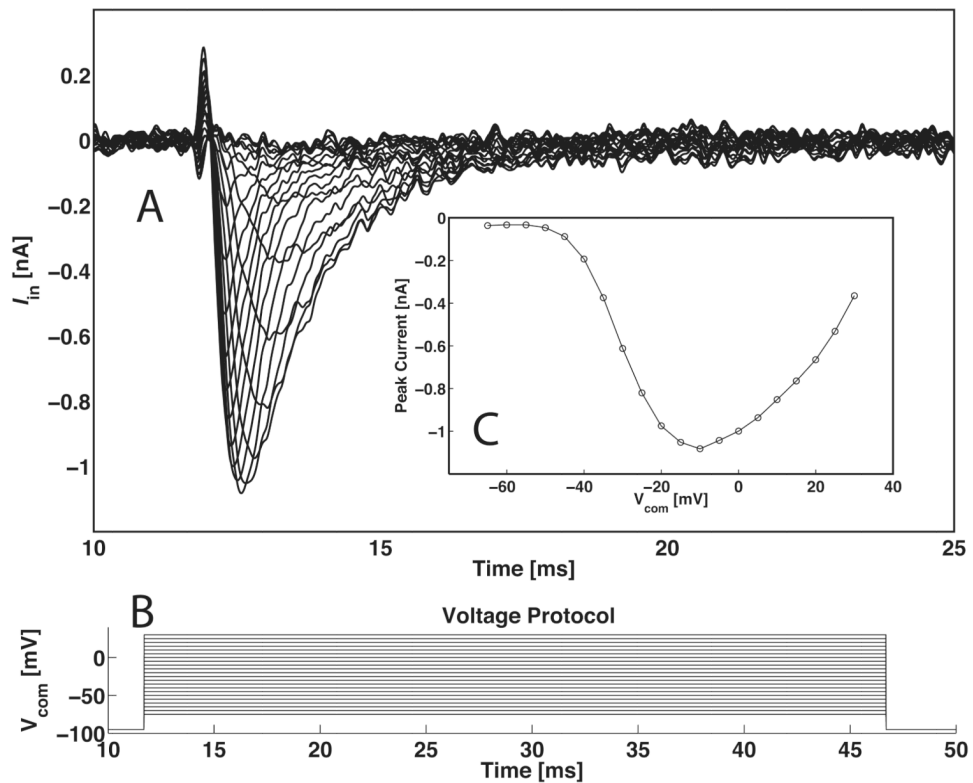 0.2
0
−0.2
−0.4
−0.6
−0.8
−1
I_in [nA]
A
10 15 20 25
Time [ms]
0
−0.2
−0.4
−0.6
−0.8
−1
Peak Current [nA]
C
−60 −40 −20 0 20 40
V_com [mV]
B
Voltage Protocol
0
−50
−100
V_com [mV]
10 15 20 25 30 35 40 45 50
Time [ms]